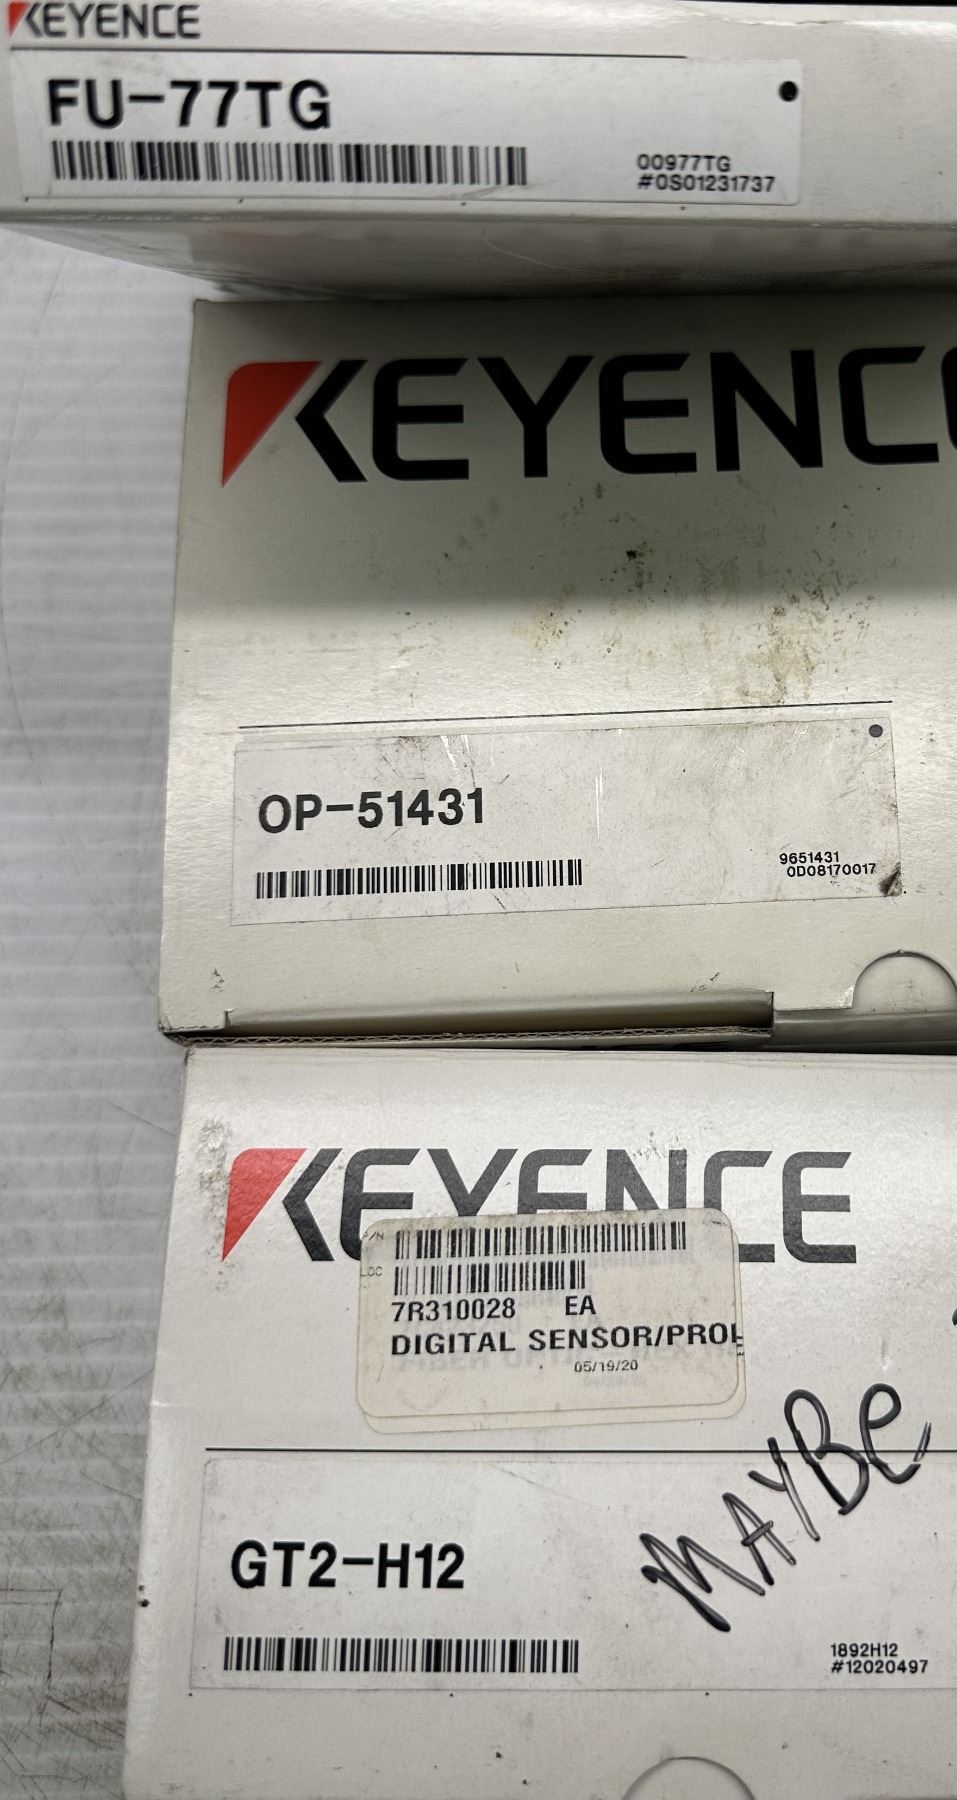 KEYENCE
FU-77TG
00977TG
#0S01231737
KEYENC
OP-51431
9651431
0D08170017
KEYENCE
P/N
LOC
7R310028 EA
DIGITAL SENSOR/PRO
05/19/20
MAYBE
GT2-H12
1892H12
#12020497